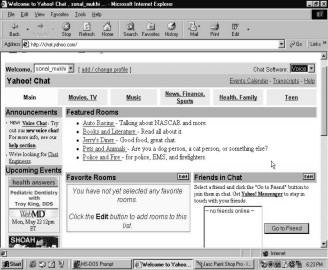 Welcome to Yahoo! Chat , sonal_mukhi - Microsoft Internet Explorer
File Edit View Favorites Tools Help
Back Forward Stop Refresh Home Search Favorites History Mail Print
Address http://chat.yahoo.com/ Go Links
Welcome, sonal_mukhi [ add / change profile ] Chat Software: Voice
Yahoo! Chat Events Calendar - Transcripts - Help
Main
Movies, TV
Music
News, Finance, Sports
Health, Family
Teen
Announcements
• NEW Voice Chat - Try out our new voice chat! For more info, see our help section.
We're looking for Chat Engineers
Upcoming Events
health answers
Pediatric Dentistry
with
Troy King, DDS
WebMD
Mon, May 22 12pm
ET
SHOAH
Featured Rooms
• Auto Racing - Talking about NASCAR and more.
• Books and Literature - Read all about it.
• Jerry's Diner - Good food, great chat.
• Pets and Animals - Are you a dog person, a cat person, or something else?
• Police and Fire - for police, EMS, and firefighters.
Favorite Rooms Edit
You have not yet selected any favorite rooms.
Click the Edit button to add rooms to this list.
Friends in Chat Edit
Select a friend and click the "Go to Friend" button to join them in chat. Get Yahoo! Messenger to stay in touch with your friends.
-- no friends online --
Go to Friend
Internet
Start MS-DOS Prompt Welcome to Yahoo... Jasc Paint Shop Pro 6:23 PM